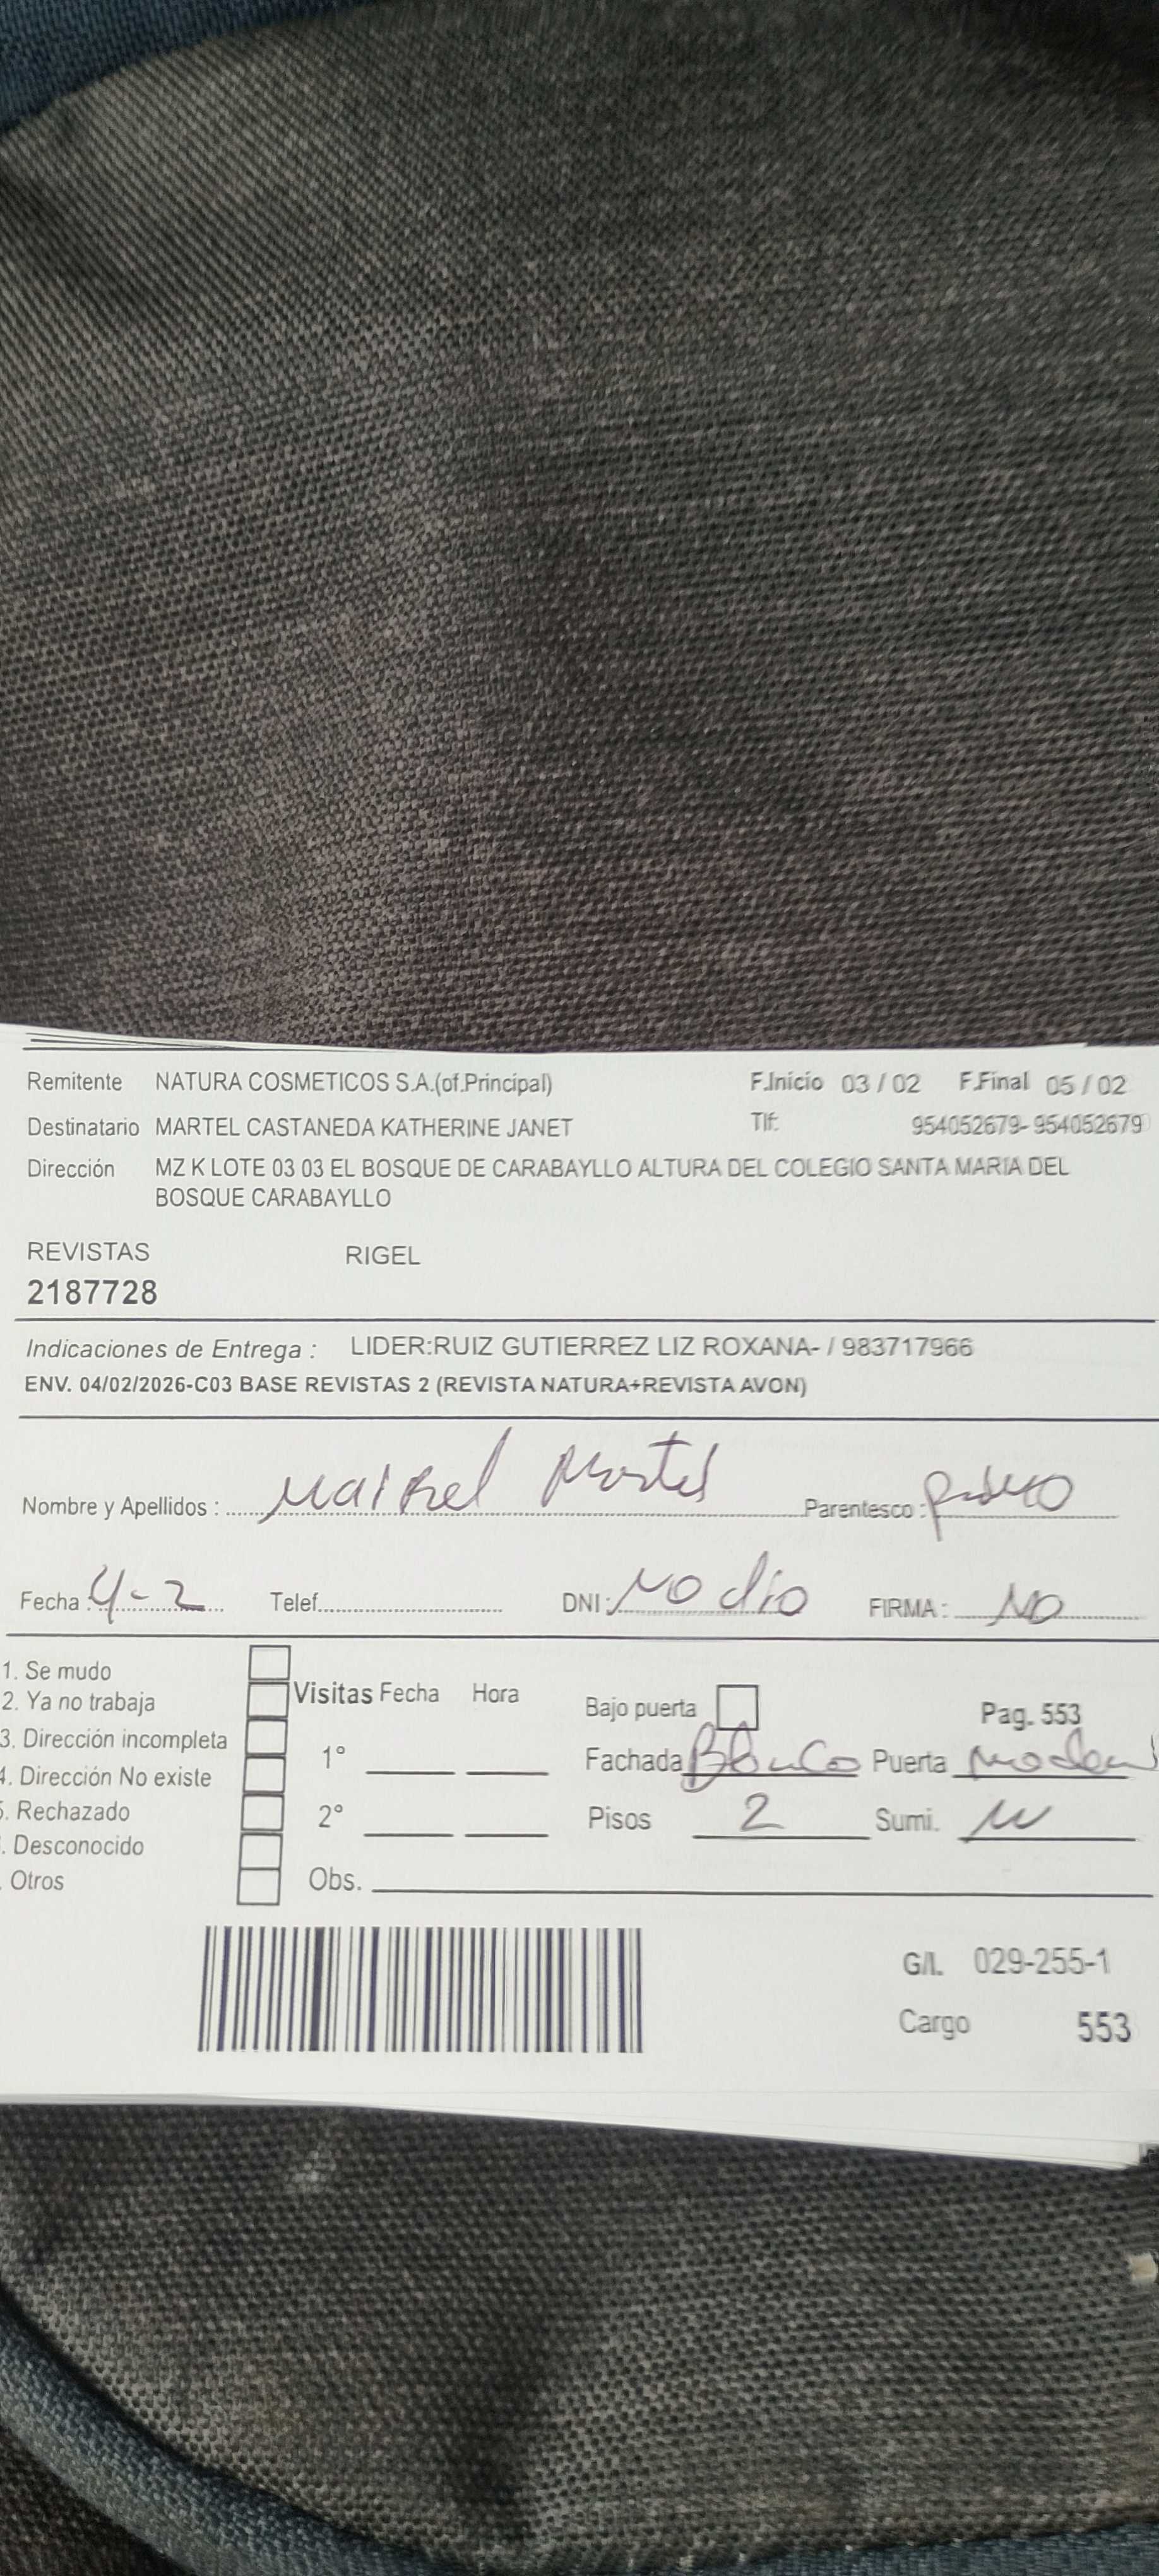 Remitente NATURA COSMETICOS S.A.(of.Principal) F.Inicio 03 / 02 F.Final 05 / 02
Destinatario MARTEL CASTANEDA KATHERINE JANET Tlf: 954052679- 954052679
Dirección MZ K LOTE 03 03 EL BOSQUE DE CARABAYLLO ALTURA DEL COLEGIO SANTA MARIA DEL
BOSQUE CARABAYLLO
REVISTAS RIGEL
2187728
Indicaciones de Entrega : LIDER:RUIZ GUTIERREZ LIZ ROXANA- / 983717966
ENV. 04/02/2026-C03 BASE REVISTAS 2 (REVISTA NATURA+REVISTA AVON)
Nombre y Apellidos : Martel Parentesco :
Fecha : 4-2 Telef. DNI: NO dio FIRMA : NO
1. Se mudo
2. Ya no trabaja Visitas Fecha Hora Bajo puerta Pag. 553
3. Dirección incompleta 1° Fachada Blanco Puerta
4. Dirección No existe
5. Rechazado 2° Pisos 2 Sumi.
. Desconocido
. Otros Obs.
G/L 029-255-1
Cargo 553